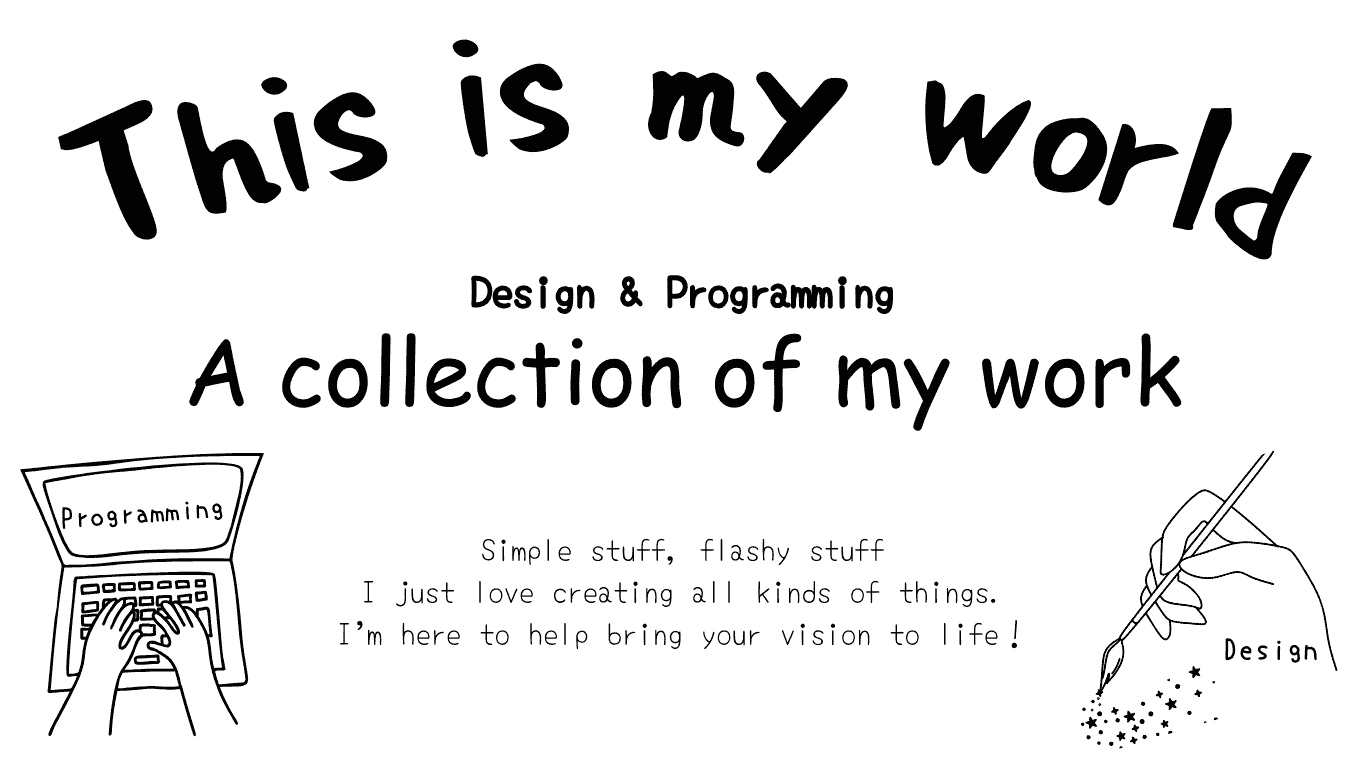 This is my world
Design & Programming
A collection of my work
Programming
Simple stuff, flashy stuff
I just love creating all kinds of things.
I'm here to help bring your vision to life!
Design